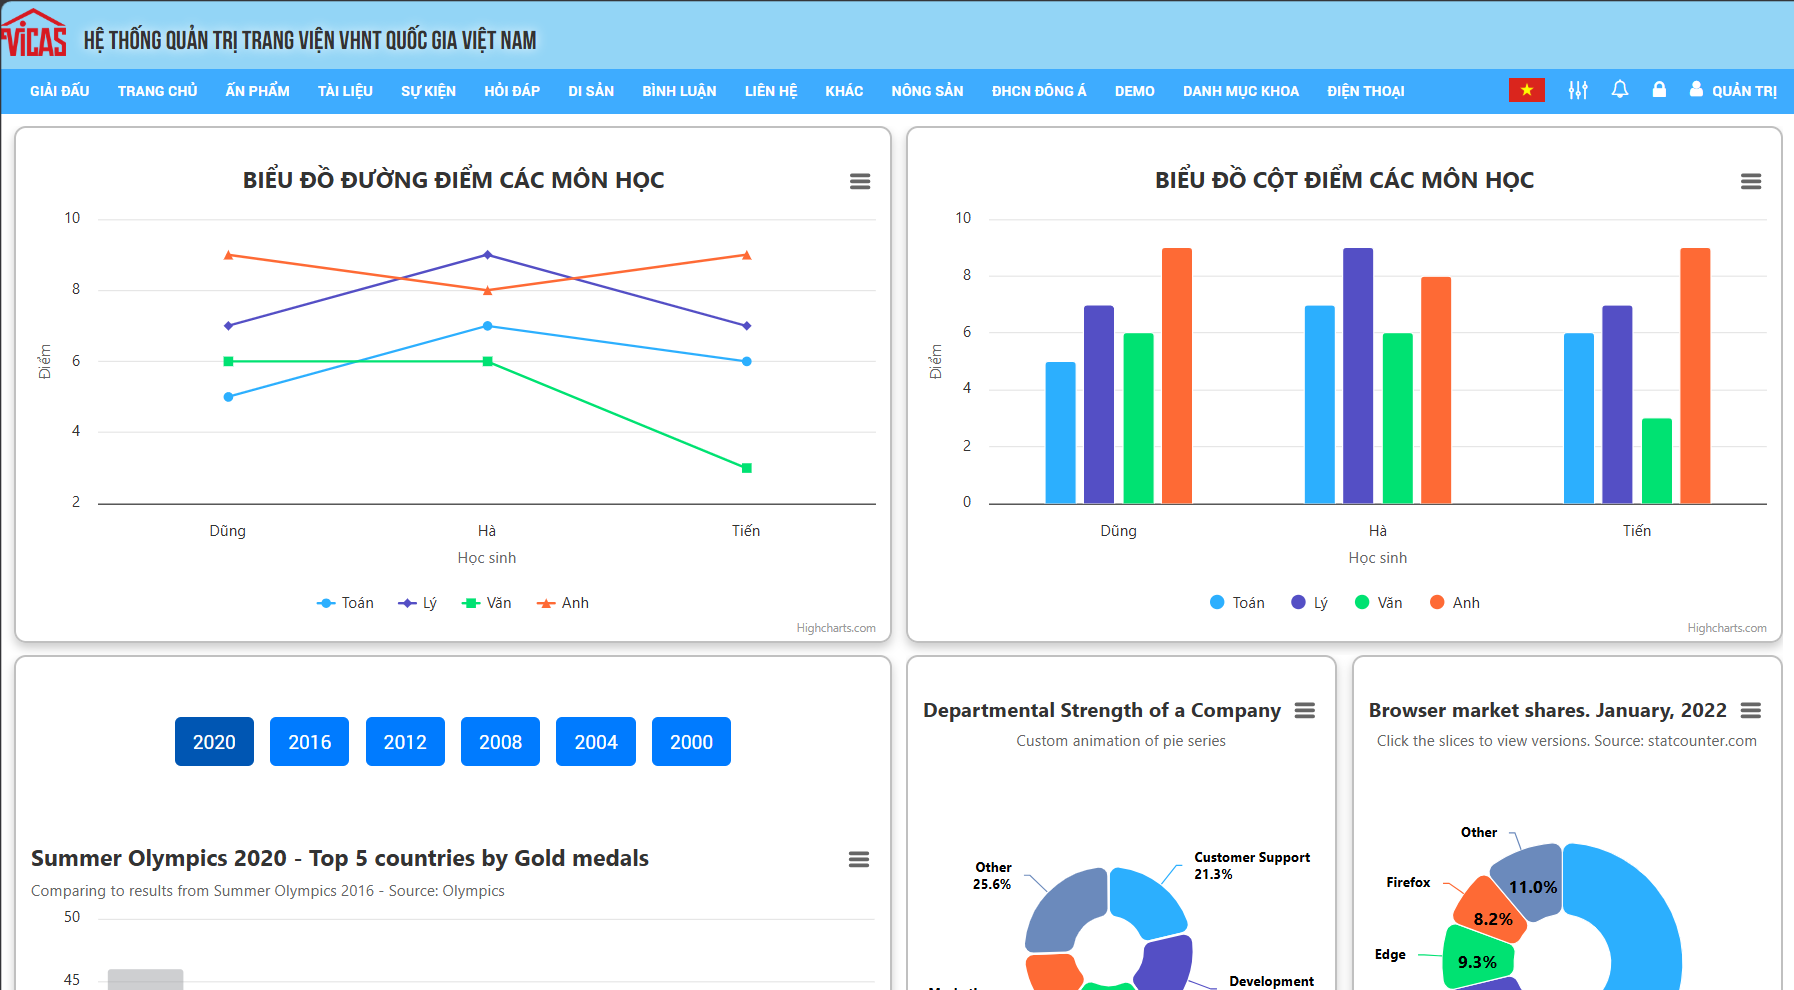 VICAS
HỆ THỐNG QUẢN TRỊ TRANG VIỆN VHNT QUỐC GIA VIỆT NAM
GIẢI ĐẤU TRANG CHỦ ẤN PHẨM TÀI LIỆU SỰ KIỆN HỎI ĐÁP DI SẢN BÌNH LUẬN LIÊN HỆ KHÁC NÔNG SẢN ĐHCN ĐÔNG Á DEMO DANH MỤC KHOA ĐIỆN THOẠI QUẢN TRỊ
BIỂU ĐỒ ĐƯỜNG ĐIỂM CÁC MÔN HỌC
10
8
6
4
2
Điểm
Dũng Hà Tiến
Học sinh
Toán Lý Văn Anh
Highcharts.com
BIỂU ĐỒ CỘT ĐIỂM CÁC MÔN HỌC
10
8
6
4
2
0
Điểm
Dũng Hà Tiến
Học sinh
Toán Lý Văn Anh
Highcharts.com
2020 2016 2012 2008 2004 2000
Summer Olympics 2020 - Top 5 countries by Gold medals
Comparing to results from Summer Olympics 2016 - Source: Olympics
50
45
Departmental Strength of a Company
Custom animation of pie series
Other
25.6%
Customer Support
21.3%
Development
Browser market shares. January, 2022
Click the slices to view versions. Source: statcounter.com
Other
11.0%
Firefox
8.2%
Edge
9.3%